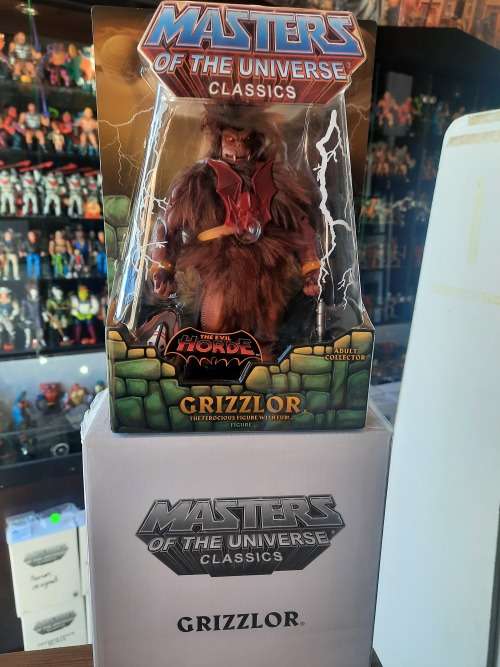 MASTERS
OF THE UNIVERSE
CLASSICS
THE EVIL
HORDE
ADULT
COLLECTOR
GRIZZLOR
THE FEROCIOUS FIGURE WITH FUR!
FIGURE
MASTERS
OF THE UNIVERSE®
CLASSICS
GRIZZLOR®